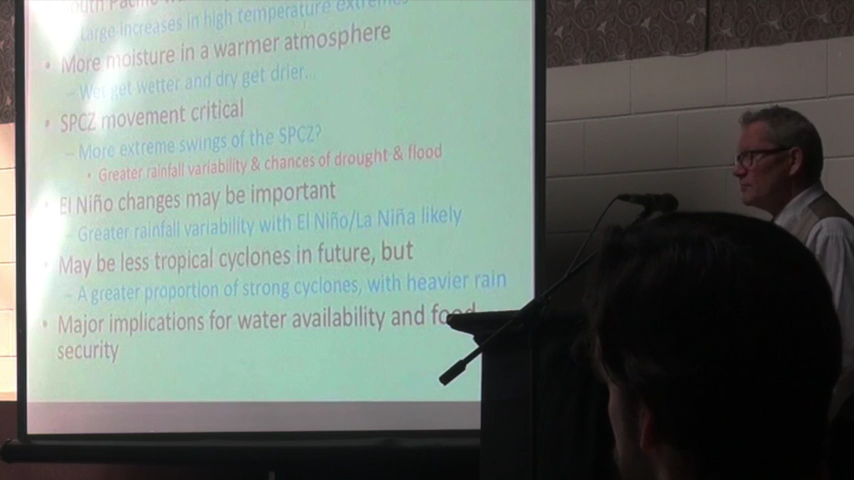 South Pacific
– Large increases in high temperature extremes
• More moisture in a warmer atmosphere
– Wet get wetter and dry get drier...
• SPCZ movement critical
– More extreme swings of the SPCZ?
• Greater rainfall variability & chances of drought & flood
• El Niño changes may be important
– Greater rainfall variability with El Niño/La Niña likely
• May be less tropical cyclones in future, but
– A greater proportion of strong cyclones, with heavier rain
• Major implications for water availability and food
security